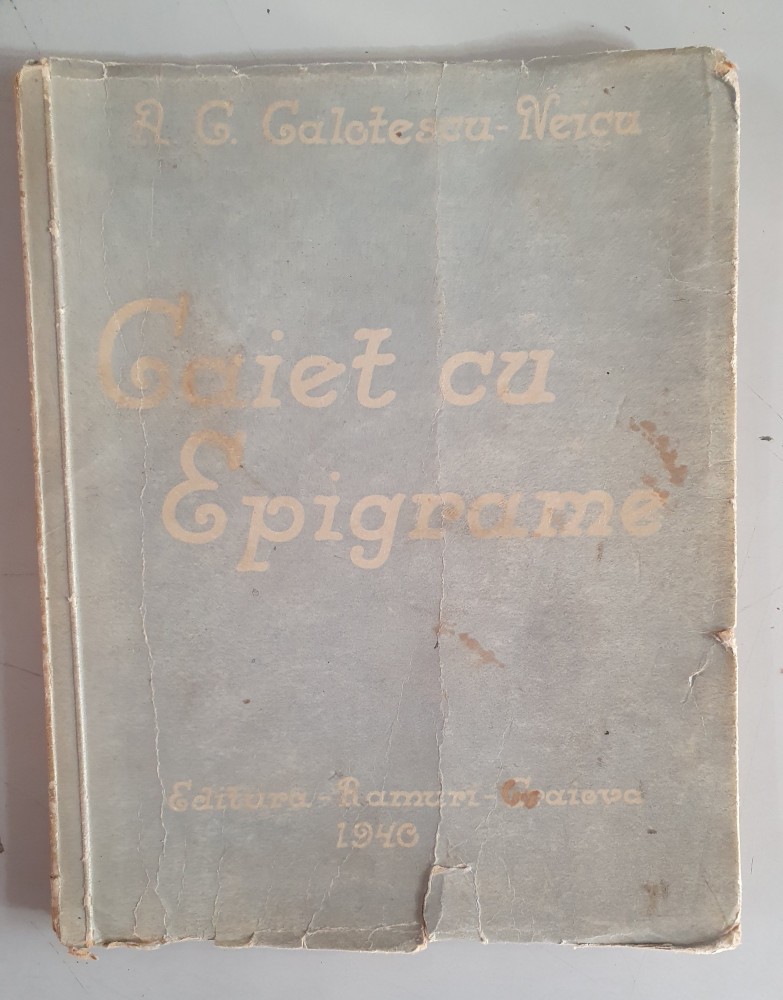 A. C. Calotescu-Neicu
Caiet cu
Epigrame
Editura-Ramuri-Craiova
1940